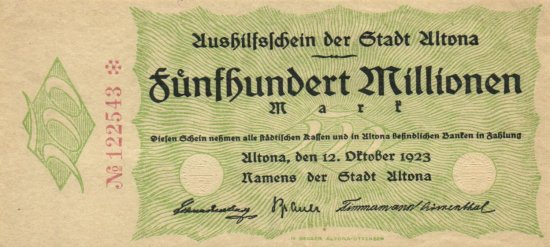 500
№ 122543 *
Aushilfsschein der Stadt Altona
Fünfhundert Millionen
Mark
Diesen Schein nehmen alle städtischen Kassen und in Altona befindlichen Banken in Zahlung
Altona, den 12. Oktober 1923
Namens der Stadt Altona